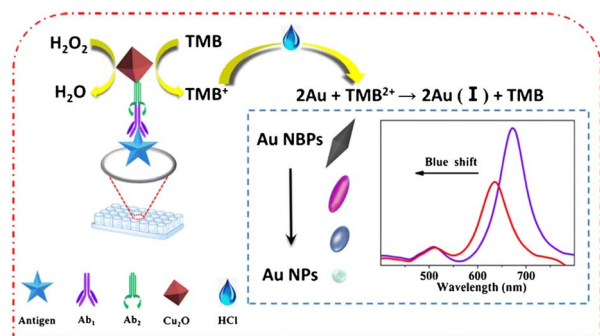 H₂O₂
TMB
H₂O
TMB⁺
2Au + TMB²⁺ → 2Au ( I ) + TMB
Au NBPs
Au NPs
Blue shift
400 500 600 700
Wavelength (nm)
Antigen
Ab₁
Ab₂
Cu₂O
HCl